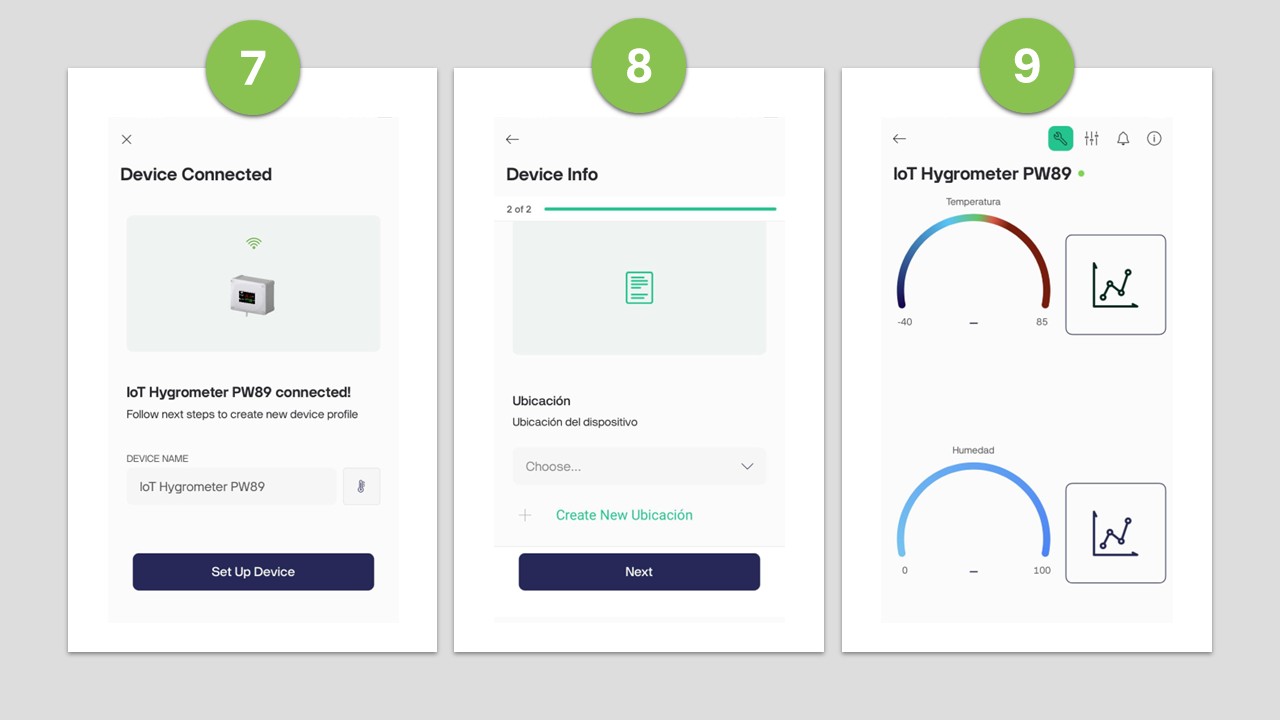 7
Device Connected
IoT Hygrometer PW89 connected!
Follow next steps to create new device profile
DEVICE NAME
IoT Hygrometer PW89
Set Up Device
8
Device Info
2 of 2
Ubicación
Ubicación del dispositivo
Choose...
Create New Ubicación
Next
9
IoT Hygrometer PW89
Temperatura
-40 – 85
Humedad
0 – 100